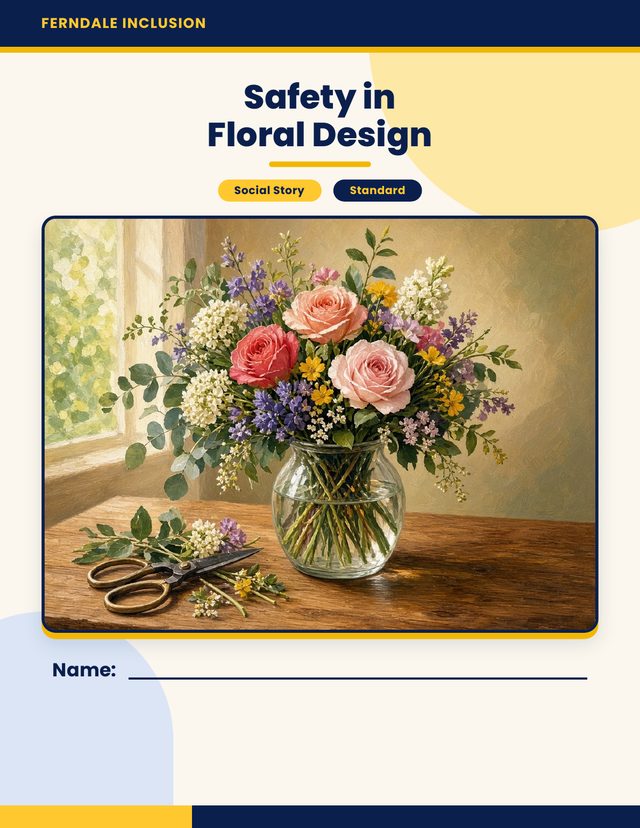 FERNDALE INCLUSION
Safety in
Floral Design
Social Story Standard
Name: